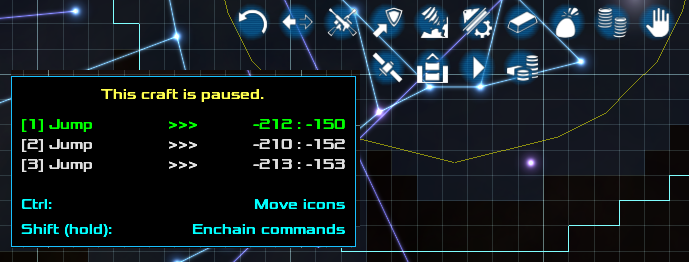 This craft is paused.
[1] Jump >>> -212 : -150
[2] Jump >>> -210 : -152
[3] Jump >>> -213 : -153
Ctrl: Move icons
Shift (hold): Enchain commands